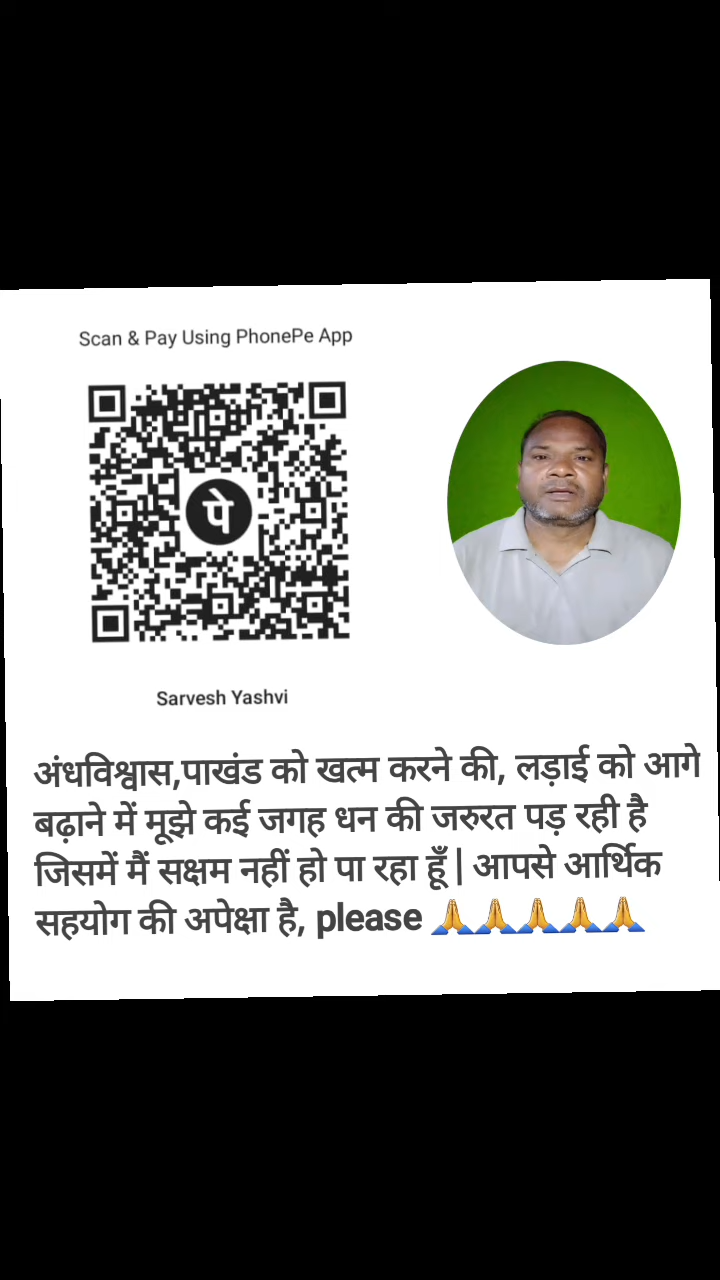 Scan & Pay Using PhonePe App
पे
Sarvesh Yashvi
अंधविश्वास,पाखंड को खत्म करने की, लड़ाई को आगे
बढ़ाने में मूझे कई जगह धन की जरुरत पड़ रही है
जिसमें मैं सक्षम नहीं हो पा रहा हूँ | आपसे आर्थिक
सहयोग की अपेक्षा है, please 🙏🙏🙏🙏🙏